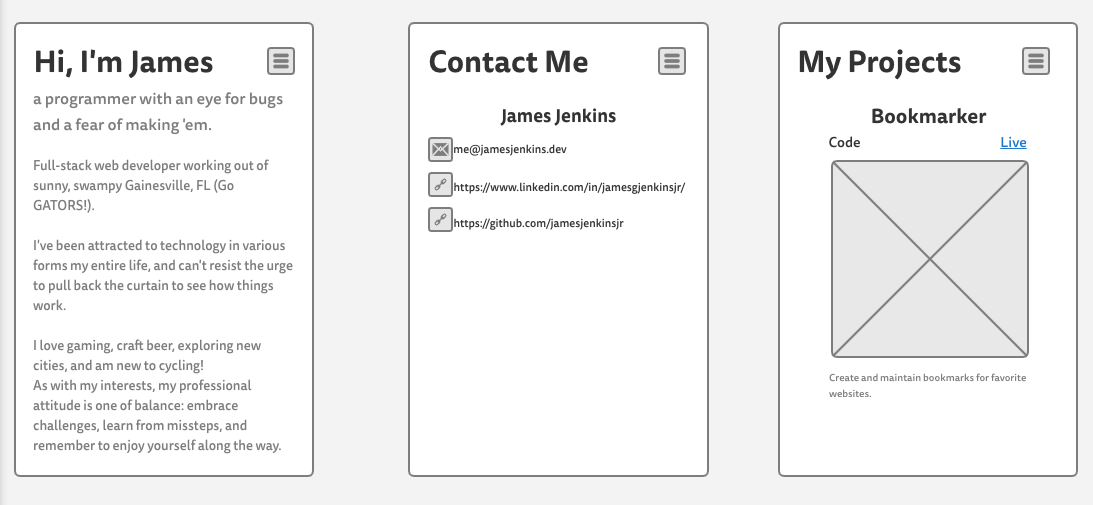 Hi, I'm James
a programmer with an eye for bugs
and a fear of making 'em.
Full-stack web developer working out of
sunny, swampy Gainesville, FL (Go
GATORS!).
I've been attracted to technology in various
forms my entire life, and can't resist the urge
to pull back the curtain to see how things
work.
I love gaming, craft beer, exploring new
cities, and am new to cycling!
As with my interests, my professional
attitude is one of balance: embrace
challenges, learn from missteps, and
remember to enjoy yourself along the way.
Contact Me
James Jenkins
me@jamesjenkins.dev
https://www.linkedin.com/in/jamesgjenkinsjr/
https://github.com/jamesjenkinsjr
My Projects
Bookmarker
Code Live
Create and maintain bookmarks for favorite
websites.